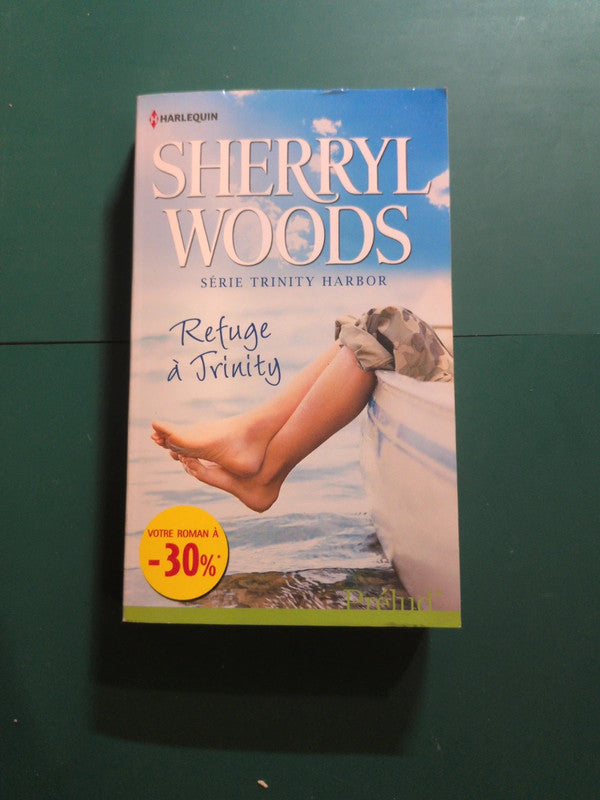 HARLEQUIN
SHERRYL
WOODS
SÉRIE TRINITY HARBOR
Refuge
à Trinity
VOTRE ROMAN À
-30%*
Prélud'